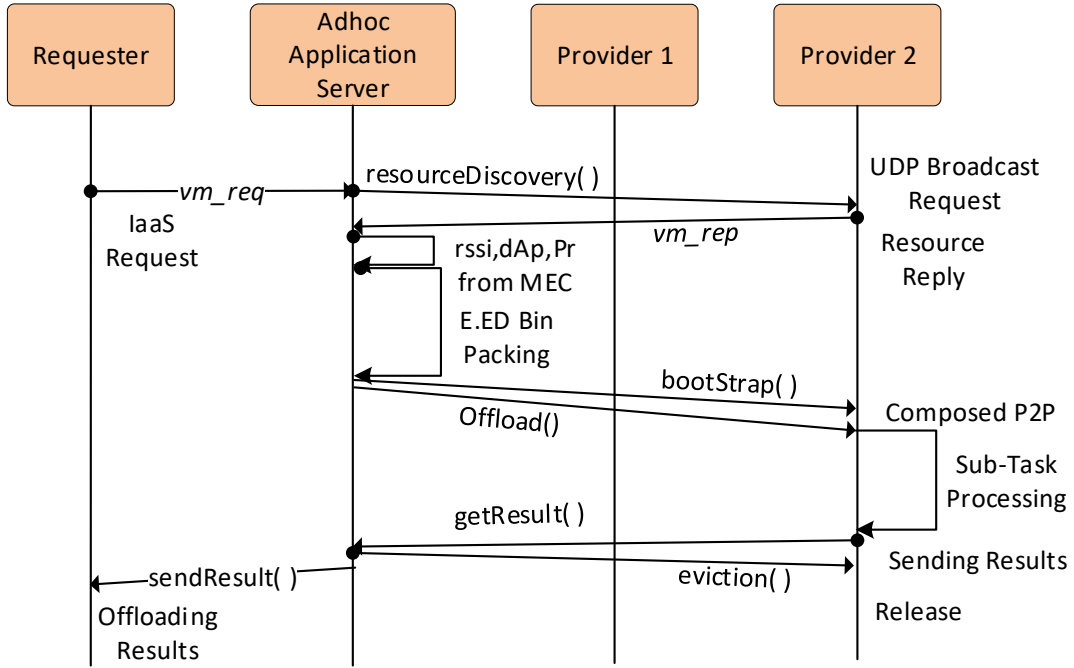 Requester
Adhoc
Application
Server
Provider 1
Provider 2
resourceDiscovery( )
UDP Broadcast
Request
vm_req
IaaS
Request
vm_rep
Resource
Reply
rssi,dAp,Pr
from MEC
E.ED Bin
Packing
bootStrap( )
Offload()
Composed P2P
Sub-Task
Processing
getResult( )
Sending Results
sendResult( )
eviction( )
Offloading
Results
Release